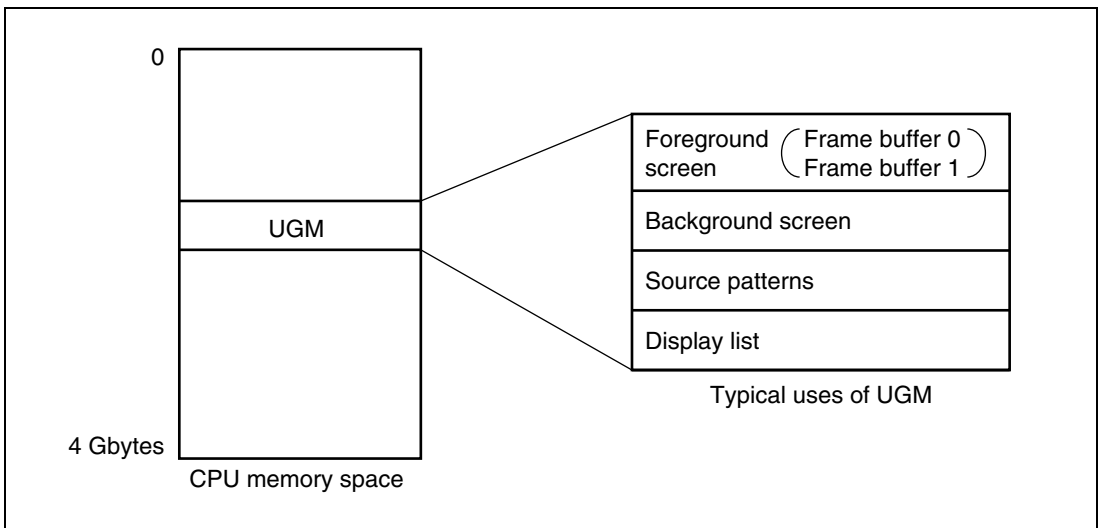 0
UGM
4 Gbytes
CPU memory space
Foreground screen
Frame buffer 0
Frame buffer 1
Background screen
Source patterns
Display list
Typical uses of UGM